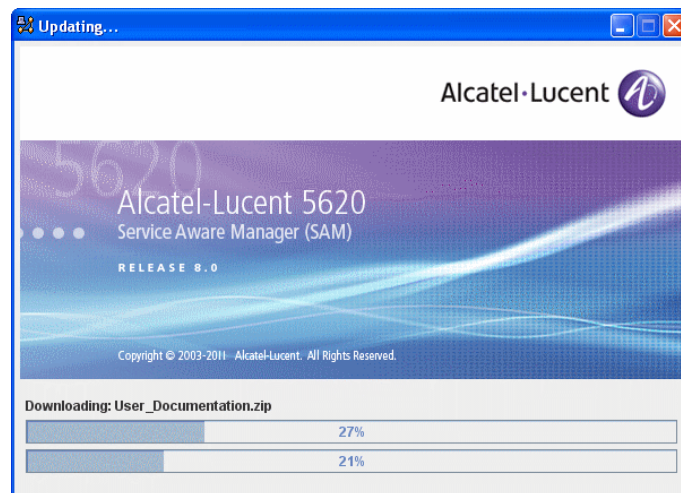 Updating...
Alcatel·Lucent
5620
Alcatel-Lucent 5620
Service Aware Manager (SAM)
RELEASE 8.0
Copyright © 2003-2011 Alcatel-Lucent. All Rights Reserved.
Downloading: User_Documentation.zip
27%
21%